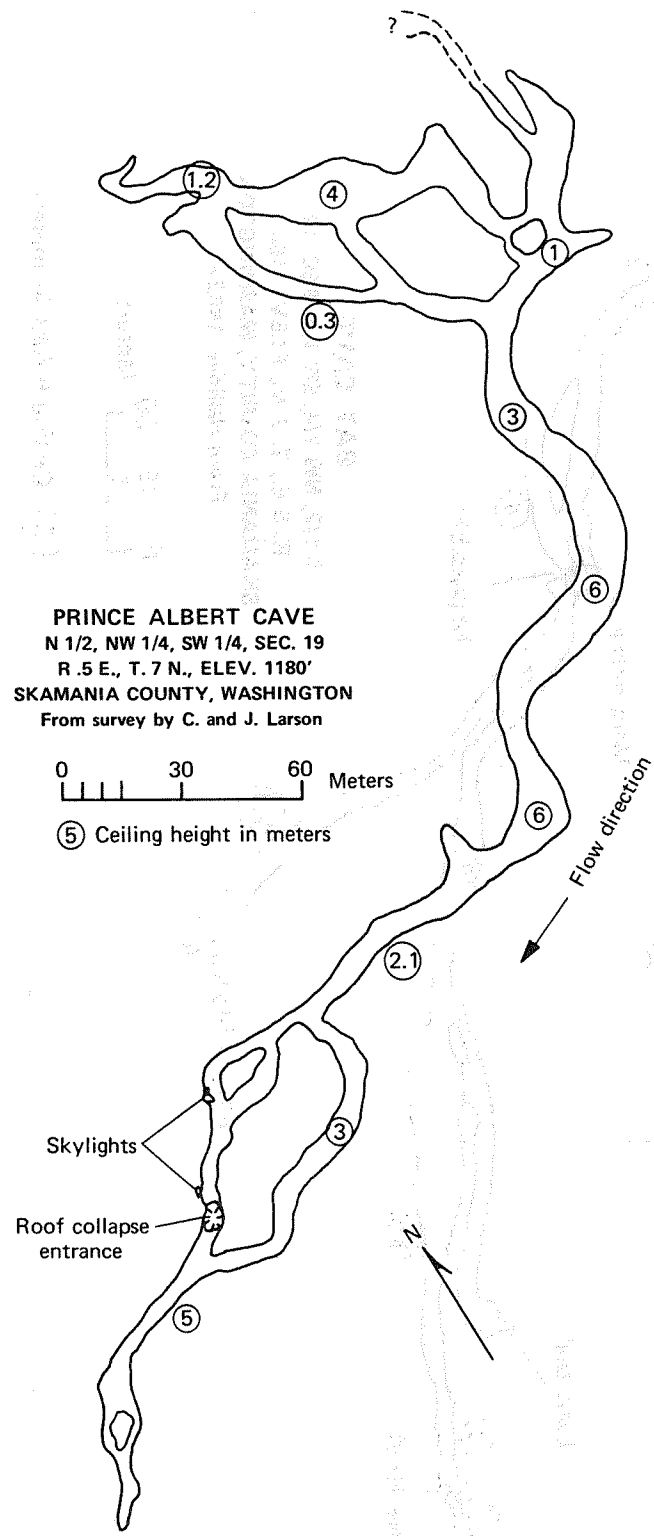 ?
1.2
4
1
0.3
3
6
PRINCE ALBERT CAVE
N 1/2, NW 1/4, SW 1/4, SEC. 19
R .5 E., T. 7 N., ELEV. 1180'
SKAMANIA COUNTY, WASHINGTON
From survey by C. and J. Larson
0 30 60 Meters
5 Ceiling height in meters
6
Flow direction
2.1
3
Skylights
Roof collapse
entrance
N
5